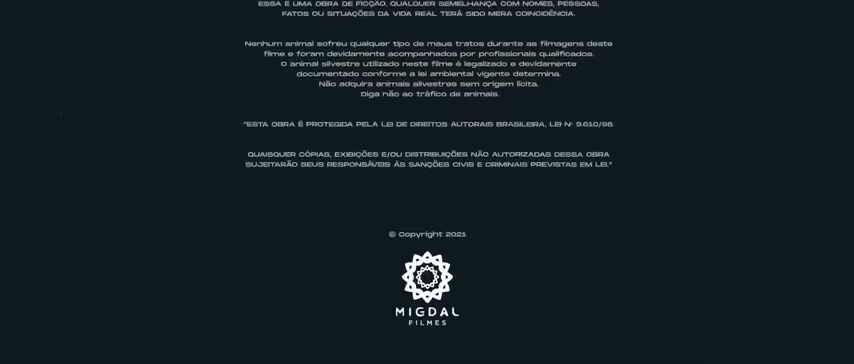 ESSA É UMA OBRA DE FICÇÃO, QUALQUER SEMELHANÇA COM NOMES, PESSOAS,
FATOS OU SITUAÇÕES DA VIDA REAL TERÁ SIDO MERA COINCIDÊNCIA.
Nenhum animal sofreu qualquer tipo de maus tratos durante as filmagens deste
filme e foram devidamente acompanhados por profissionais qualificados.
O animal silvestre utilizado neste filme é legalizado e devidamente
documentado conforme a lei ambiental vigente determina.
Não adquira animais silvestres sem origem lícita.
Diga não ao tráfico de animais.
"ESTA OBRA É PROTEGIDA PELA LEI DE DIREITOS AUTORAIS BRASILEIRA, LEI Nº 9.610/98.
QUAISQUER CÓPIAS, EXIBIÇÕES E/OU DISTRIBUIÇÕES NÃO AUTORIZADAS DESSA OBRA
SUJEITARÃO SEUS RESPONSÁVEIS ÁS SANÇÕES CIVIS E CRIMINAIS PREVISTAS EM LEI."
© Copyright 2021
MIGDAL
FILMES